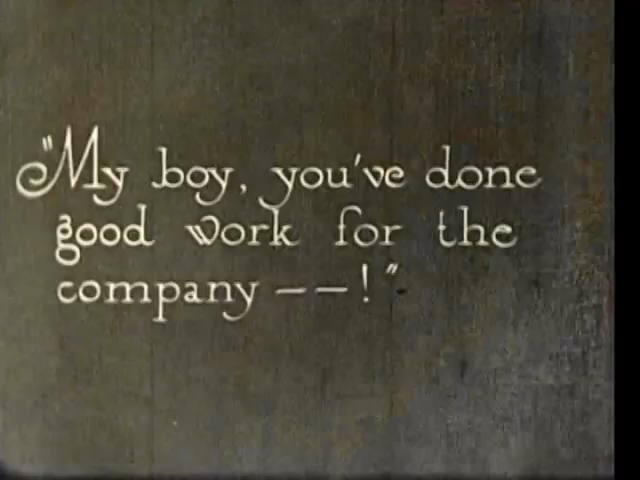 "My boy, you've done
good work for the
company ——!"